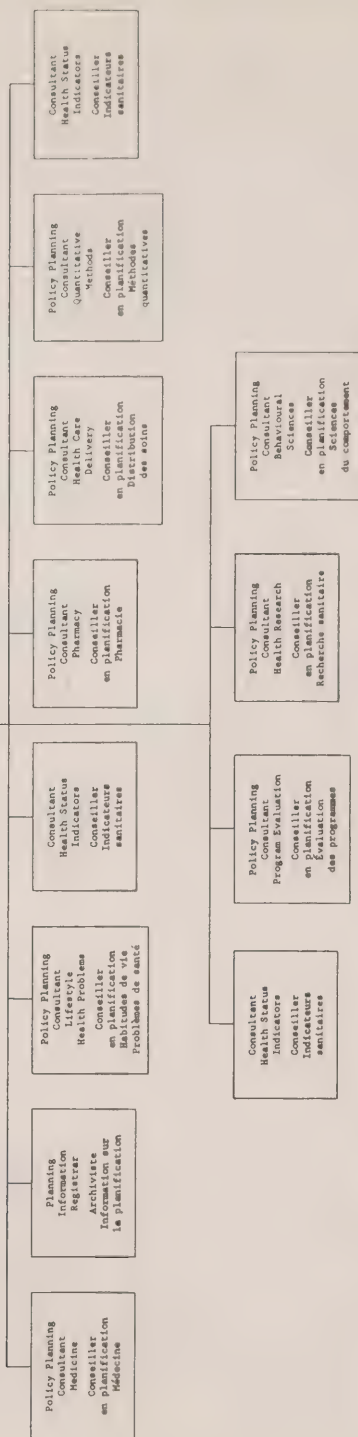 Policy Planning
Consultant
Medicine
Conseiller
en planification
Médecine
Planning
Information
Registrar
Archiviste
Information sur
la planification
Policy Planning
Consultant
Lifestyle
Health Problems
Conseiller
en planification
Habitudes de vie
Problèmes de santé
Consultant
Health Status
Indicators
Conseiller
Indicateurs
sanitaires
Policy Planning
Consultant
Pharmacy
Conseiller
en planification
Pharmacie
Policy Planning
Consultant
Health Care
Delivery
Conseiller
en planification
Distribution
des soins
Policy Planning
Consultant
Quantitative
Methods
Conseiller
en planification
Méthodes
quantitatives
Consultant
Health Status
Indicators
Conseiller
Indicateurs
sanitaires
Consultant
Health Status
Indicators
Conseiller
Indicateurs
sanitaires
Policy Planning
Consultant
Program Evaluation
Conseiller
en planification
Évaluation
des programmes
Policy Planning
Consultant
Health Research
Conseiller
en planification
Recherche sanitaire
Policy Planning
Consultant
Behavioural
Sciences
Conseiller
en planification
Sciences
du comportement